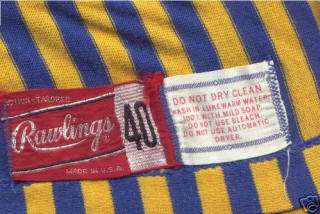 Rawlings
40
MADE IN U.S.A.
DO NOT DRY CLEAN
WASH IN LUKEWARM WATER
100% WITH MILD SOAP.
DO NOT USE BLEACH.
DO NOT USE AUTOMATIC
DRYER.